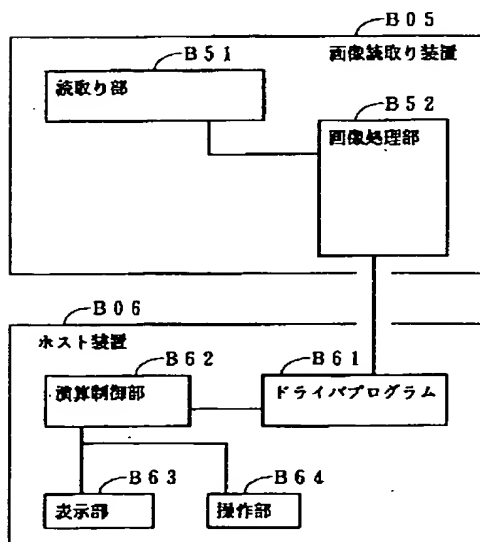 B05
画像読取り装置
B51
読取り部
B52
画像処理部
B06
ホスト装置
B62
演算制御部
B61
ドライバプログラム
B63
表示部
B64
操作部